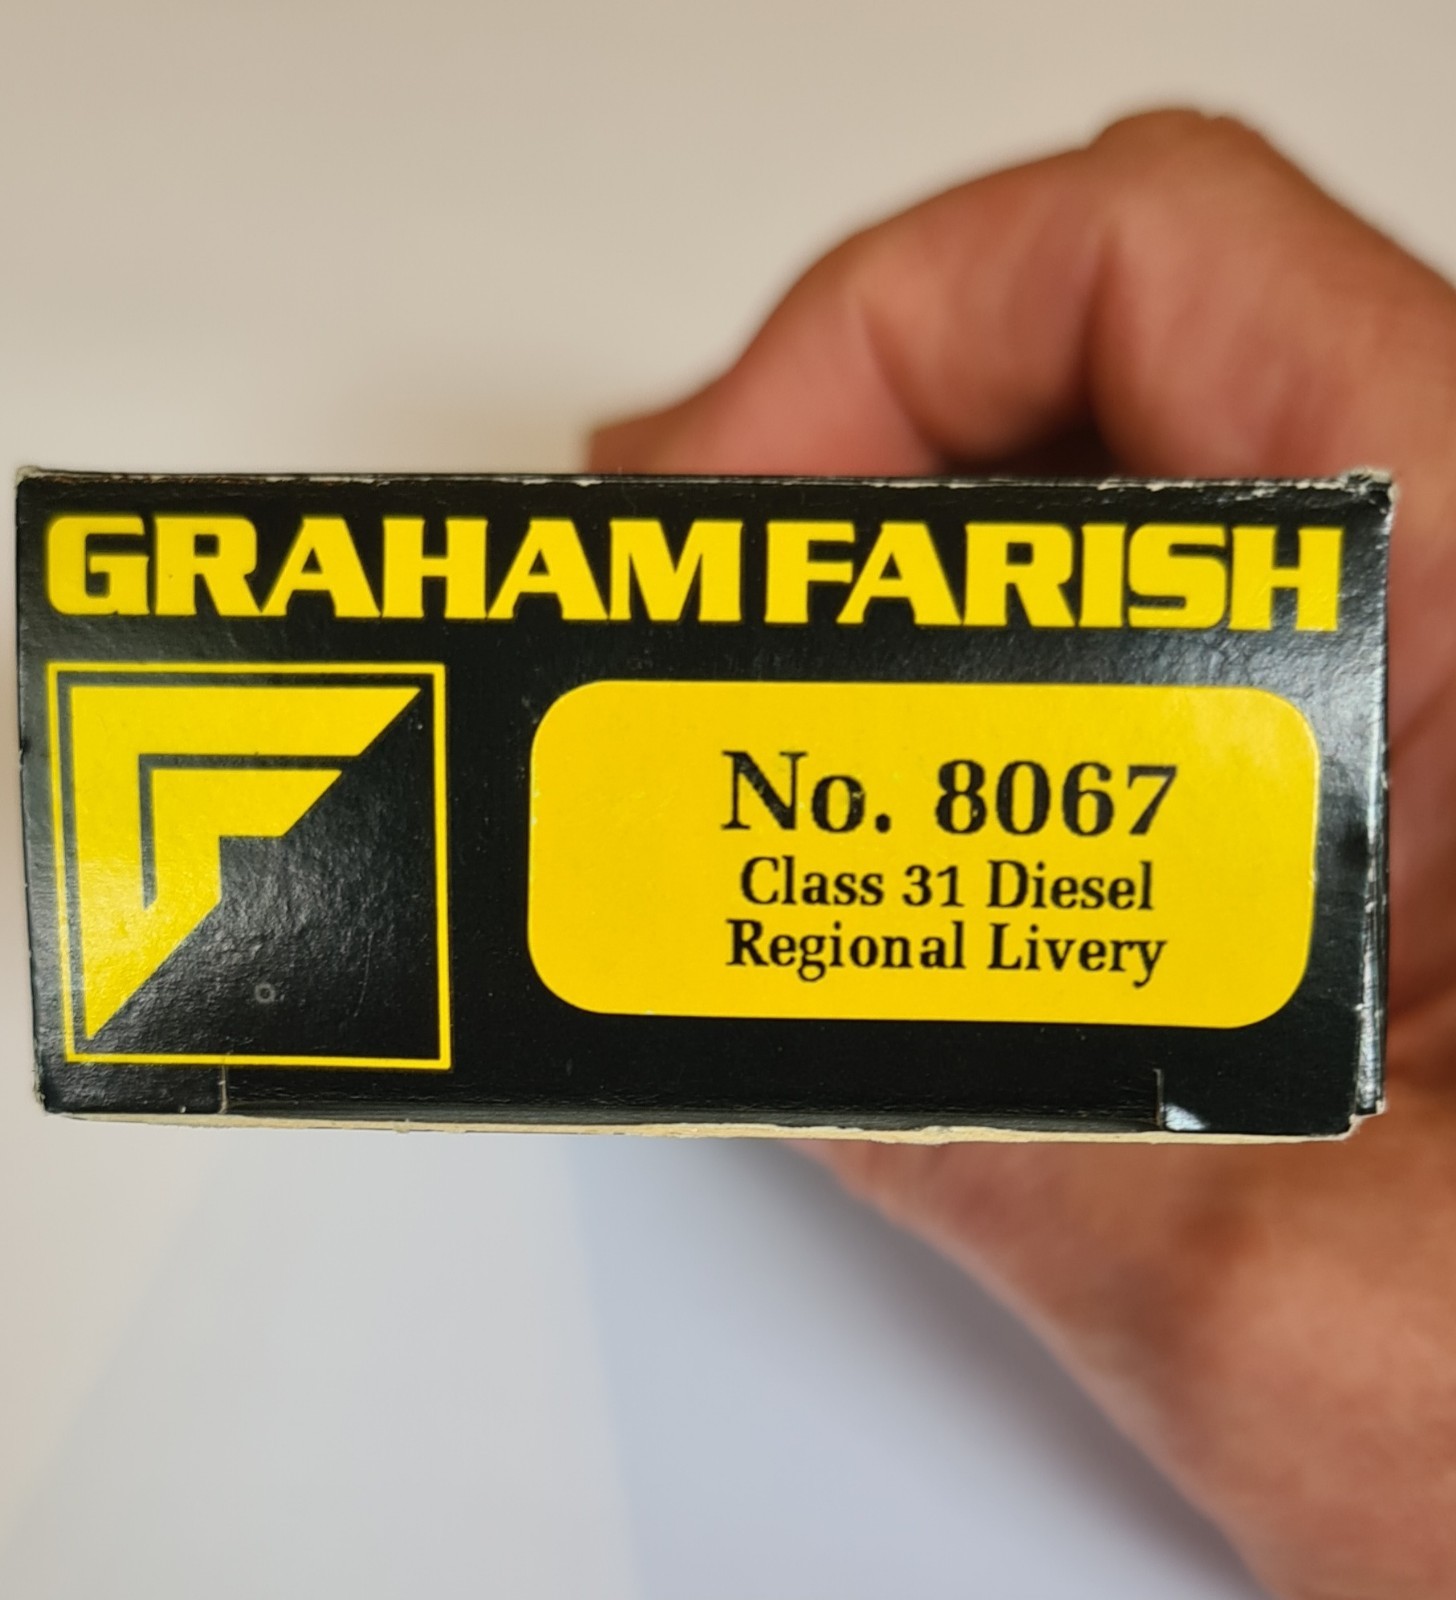 GRAHAM FARISH
No. 8067
Class 31 Diesel
Regional Livery